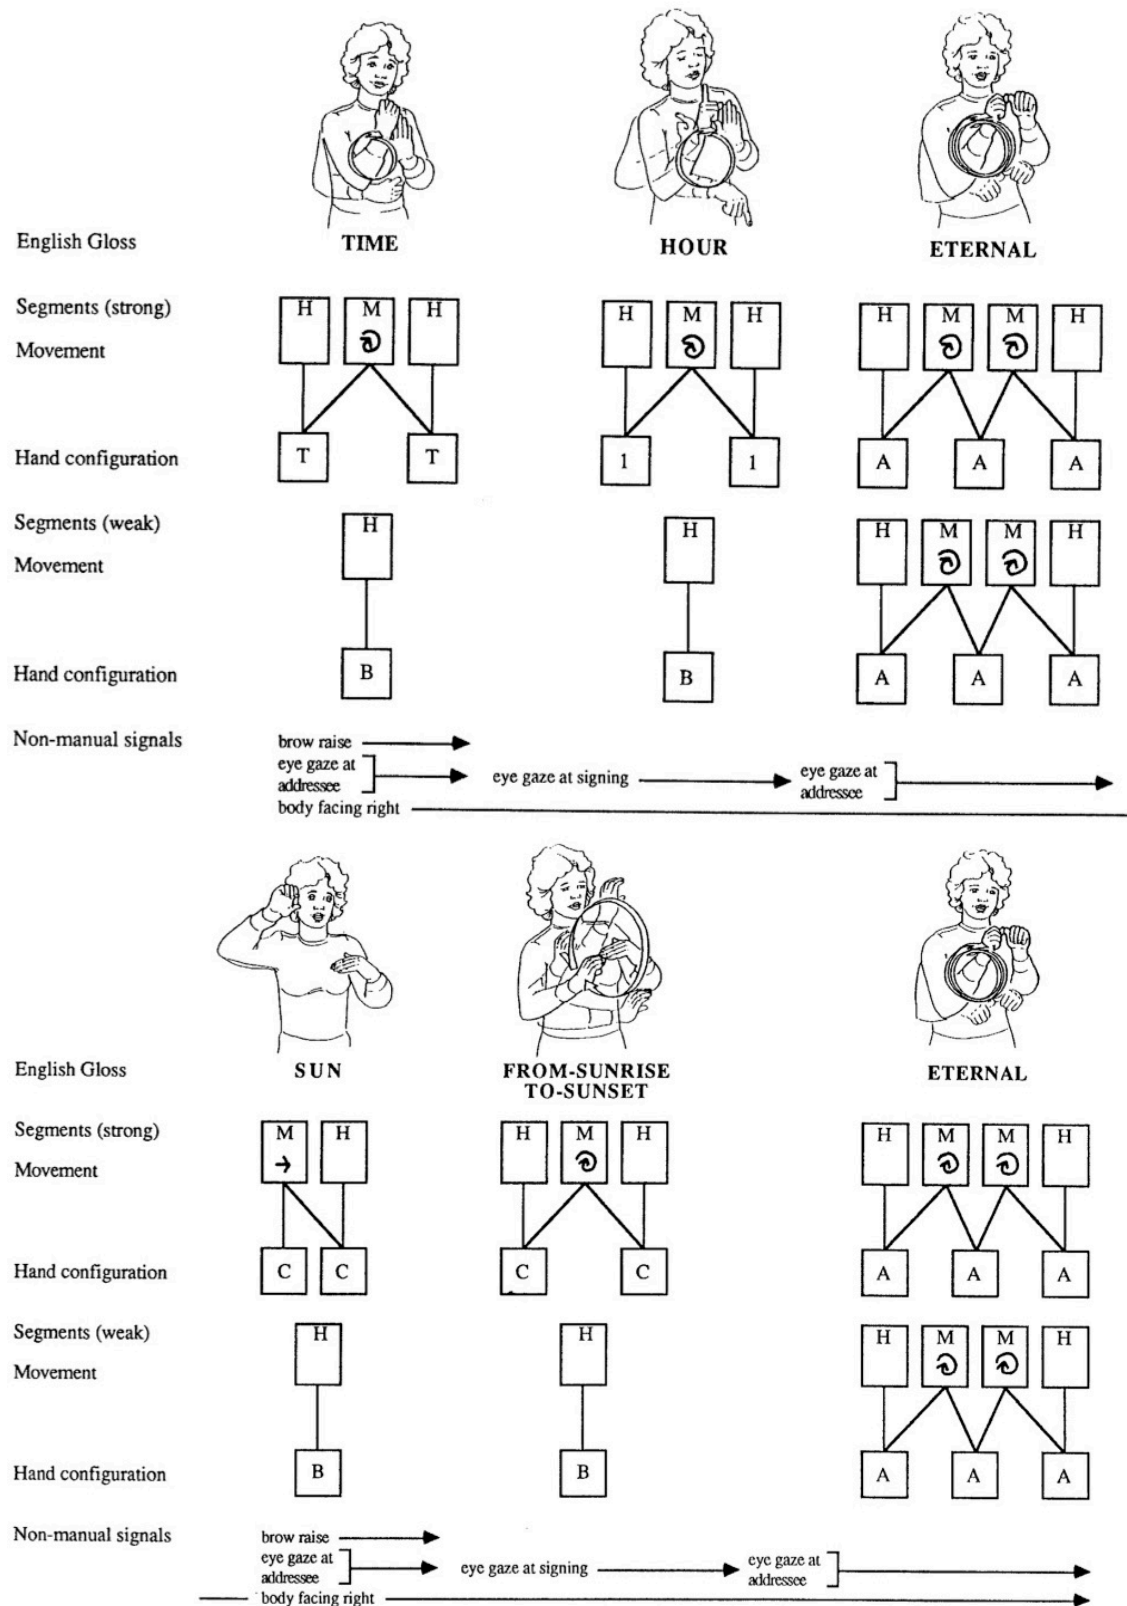 English Gloss TIME HOUR ETERNAL
Segments (strong) H M H H M H H M M H
Movement
Hand configuration T T 1 1 A A A
Segments (weak) H H H M M H
Movement
Hand configuration B B A A A
Non-manual signals brow raise
eye gaze at addressee eye gaze at signing eye gaze at addressee
body facing right
English Gloss SUN FROM-SUNRISE TO-SUNSET ETERNAL
Segments (strong) M H H M H H M M H
Movement
Hand configuration C C C C A A A
Segments (weak) H H H M M H
Movement
Hand configuration B B A A A
Non-manual signals brow raise
eye gaze at addressee eye gaze at signing eye gaze at addressee
body facing right